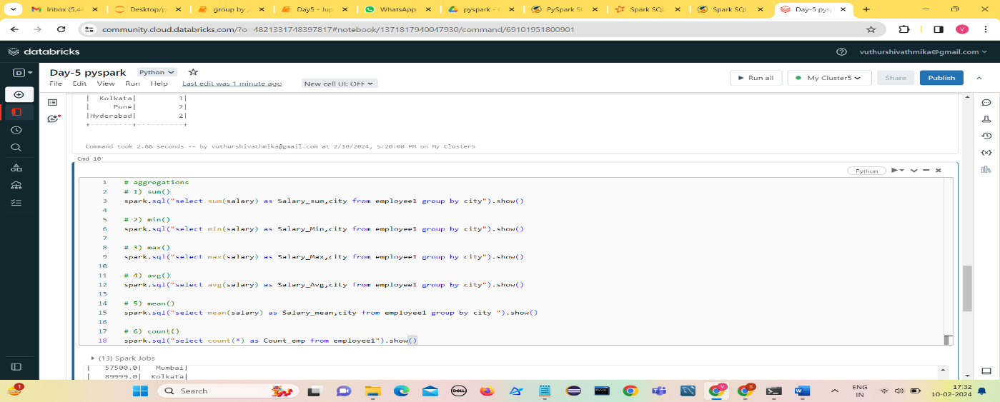 Inbox (5,4
Desktop/p
group by ,
Day5 - Jup
WhatsApp
pyspark -
PySpark S
Spark SQL
Spark SQL
Day-5 pys
community.cloud.databricks.com/?o=4821331748397817#notebook/1371817940047930/command/69101951800901
V
databricks
vuthurshivathmika@gmail.com
D
Day-5 pyspark
Python
File Edit View Run Help
Last edit was 1 minute ago
New cell UI: OFF
Run all
My Cluster5
Share
Publish
| Kolkata| 1|
| Pune| 2|
|Hyderabad| 2|
+---------+----------+
Command took 2.66 seconds -- by vuthurshivathmika@gmail.com at 2/10/2024, 5:20:08 PM on My Cluster5
Cmd 10
Python
1 # aggregations
2 # 1) sum()
3 spark.sql("select sum(salary) as Salary_sum,city from employee1 group by city").show()
4
5 # 2) min()
6 spark.sql("select min(salary) as Salary_Min,city from employee1 group by city").show()
7
8 # 3) max()
9 spark.sql("select max(salary) as Salary_Max,city from employee1 group by city").show()
10
11 # 4) avg()
12 spark.sql("select avg(salary) as Salary_Avg,city from employee1 group by city").show()
13
14 # 5) mean()
15 spark.sql("select mean(salary) as Salary_mean,city from employee1 group by city ").show()
16
17 # 6) count()
18 spark.sql("select count(*) as Count_emp from employee1").show()
(13) Spark Jobs
| 57500.0| Mumbai|
| 89999.0| Kolkata|
1
Search
DELL
V
S
ENG
IN
17:32
10-02-2024